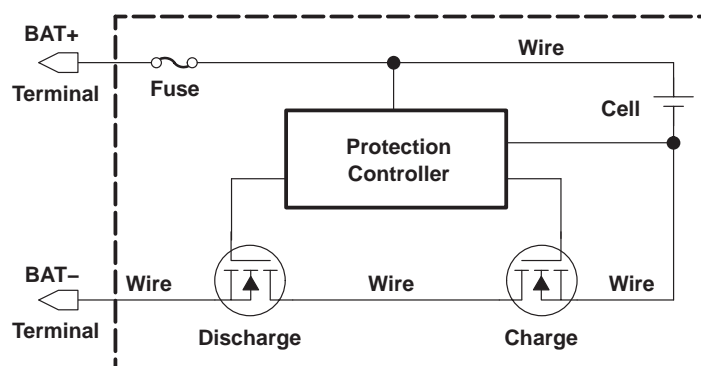 BAT+
Terminal
Fuse
Wire
Cell
Protection
Controller
BAT–
Terminal
Wire
Discharge
Wire
Charge
Wire